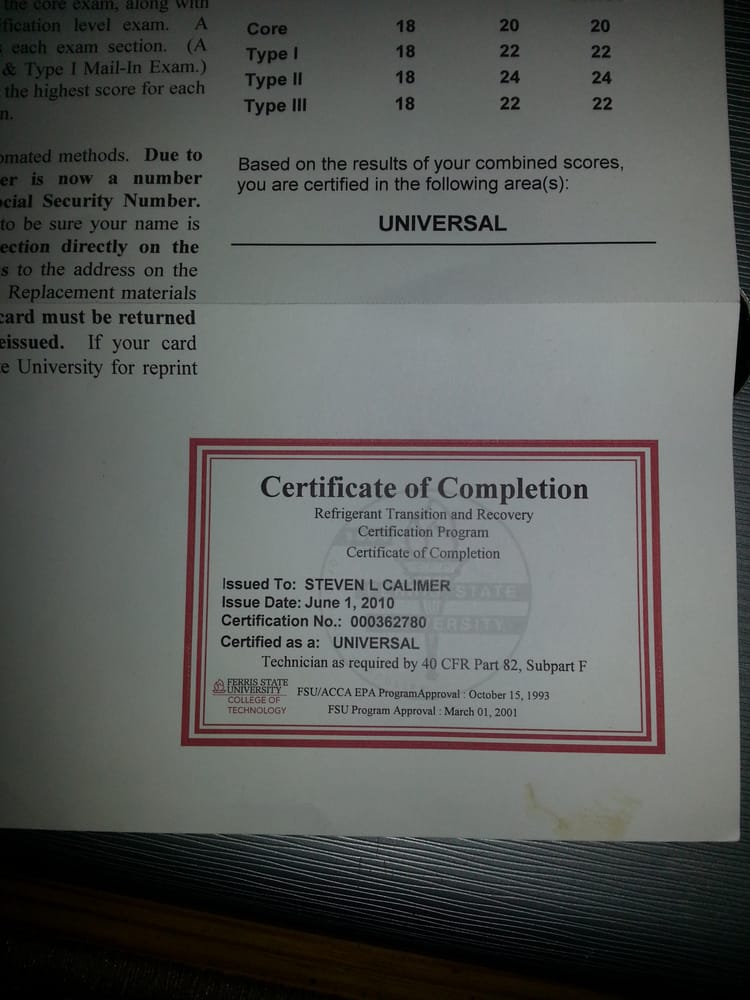 the core exam, along with
fication level exam. A
each exam section. (A
& Type I Mail-In Exam.)
the highest score for each
n.
omated methods. Due to
er is now a number
ocial Security Number.
to be sure your name is
ection directly on the
s to the address on the
Replacement materials
card must be returned
eissued. If your card
e University for reprint
Core 18 20 20
Type I 18 22 22
Type II 18 24 24
Type III 18 22 22
Based on the results of your combined scores,
you are certified in the following area(s):
UNIVERSAL
Certificate of Completion
Refrigerant Transition and Recovery
Certification Program
Certificate of Completion
Issued To: STEVEN L CALIMER
Issue Date: June 1, 2010
Certification No.: 000362780
Certified as a: UNIVERSAL
Technician as required by 40 CFR Part 82, Subpart F
FERRIS STATE
UNIVERSITY
COLLEGE OF
TECHNOLOGY
FSU/ACCA EPA ProgramApproval : October 15, 1993
FSU Program Approval : March 01, 2001